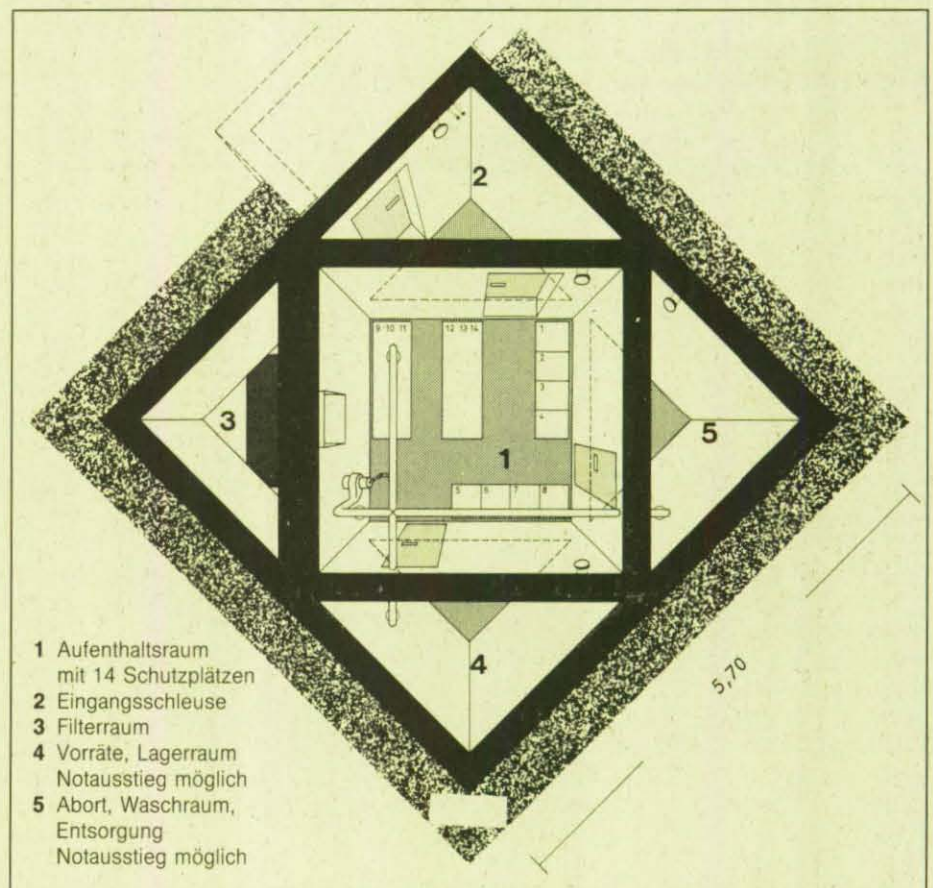 2
9 10 11
12 13 14
1
2
3
4
3
5
1
5 6 7 8
4
5,70
1 Aufenthaltsraum
mit 14 Schutzplätzen
2 Eingangsschleuse
3 Filterraum
4 Vorräte, Lagerraum
Notausstieg möglich
5 Abort, Waschraum,
Entsorgung
Notausstieg möglich